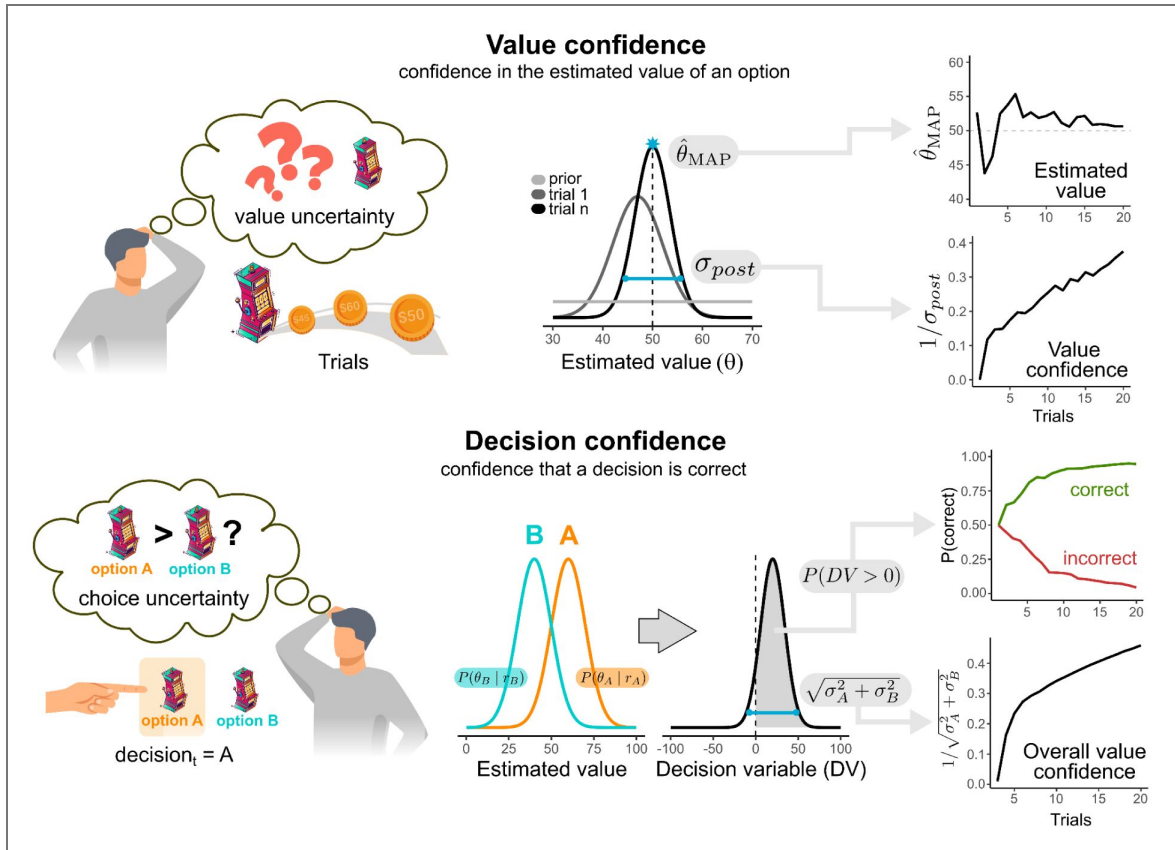 Value confidence
confidence in the estimated value of an option
? ? ?
value uncertainty
$45
$60
$50
Trials
prior
trial 1
trial n
θ̂MAP
σpost
30 40 50 60 70
Estimated value (θ)
θ̂MAP
60
55
50
45
40
Estimated value
5 10 15 20
1/σpost
0.4
0.3
0.2
0.1
0.0
Value confidence
5 10 15 20
Trials
Decision confidence
confidence that a decision is correct
> ?
option A option B
choice uncertainty
option A option B
decisiont = A
B A
P(θB | rB) P(θA | rA)
0 25 50 75 100
Estimated value
P(DV > 0)
√σ²A + σ²B
-100 -50 0 50 100
Decision variable (DV)
P(correct)
1.00
0.75
0.50
0.25
0.00
correct
incorrect
5 10 15 20
1/√σ²A + σ²B
0.4
0.3
0.2
0.1
0.0
Overall value
confidence
5 10 15 20
Trials